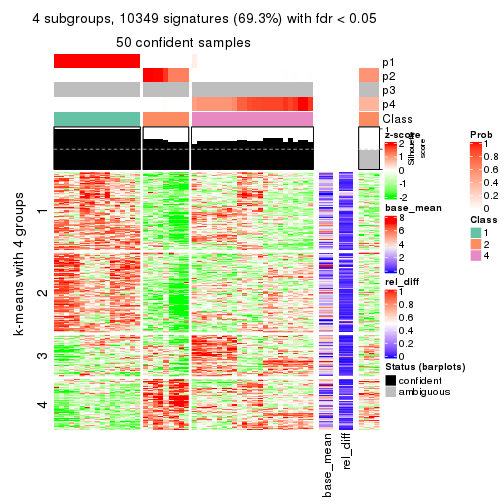 4 subgroups, 10349 signatures (69.3%) with fdr < 0.05
50 confident samples
p1
p2
p3
p4
Class
1
Silhouette
score
k-means with 4 groups
1
2
3
4
base_mean
rel_diff
z-score
2
1
0
-1
-2
base_mean
8
6
4
2
0
rel_diff
1
0.8
0.6
0.4
0.2
0
Status (barplots)
confident
ambiguous
Prob
1
0.8
0.6
0.4
0.2
0
Class
1
2
4